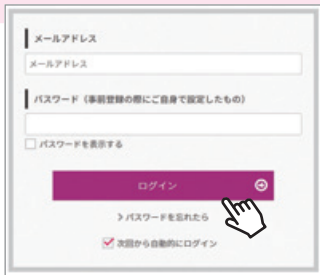 メールアドレス
メールアドレス
パスワード（事前登録の際にご自身で設定したもの）
パスワードを表示する
ログイン
パスワードを忘れたら
次回から自動的にログイン